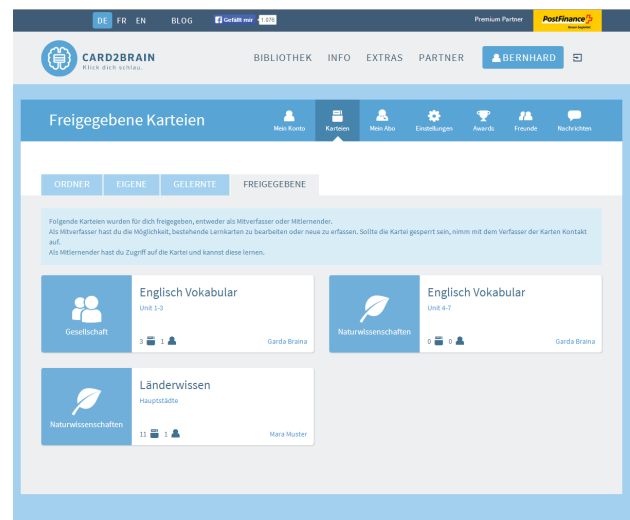 DE FR EN BLOG Gefällt mir 1.070 Premium Partner PostFinance
CARD2BRAIN
Klick dich schlau.
BIBLIOTHEK INFO EXTRAS PARTNER BERNHARD
Freigegebene Karteien
Mein Konto Karteien Mein Abo Einstellungen Awards Freunde Nachrichten
ORDNER EIGENE GELERNTE FREIGEGEBENE
Folgende Karteien wurden für dich freigegeben, entweder als Mitverfasser oder Mitlernender.
Als Mitverfasser hast du die Möglichkeit, bestehende Lernkarten zu bearbeiten oder neue zu erfassen. Sollte die Kartei gesperrt sein, nimm mit dem Verfasser der Karten Kontakt
auf.
Als Mitlernender hast du Zugriff auf die Kartei und kannst diese lernen.
Gesellschaft
Englisch Vokabular
Unit 1-3
3 1 Garda Braina
Naturwissenschaften
Englisch Vokabular
Unit 4-7
0 0 Garda Braina
Naturwissenschaften
Länderwissen
Hauptstädte
11 1 Mara Muster